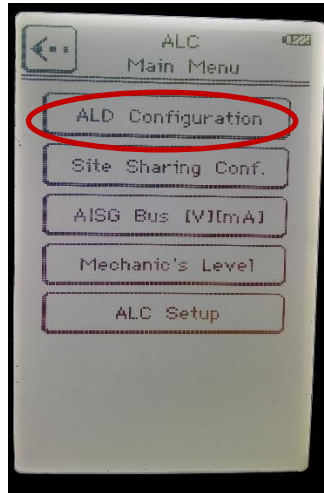 ALC
Main Menu
ALD Configuration
Site Sharing Conf.
AISG Bus [V][mA]
Mechanic's Level
ALC Setup